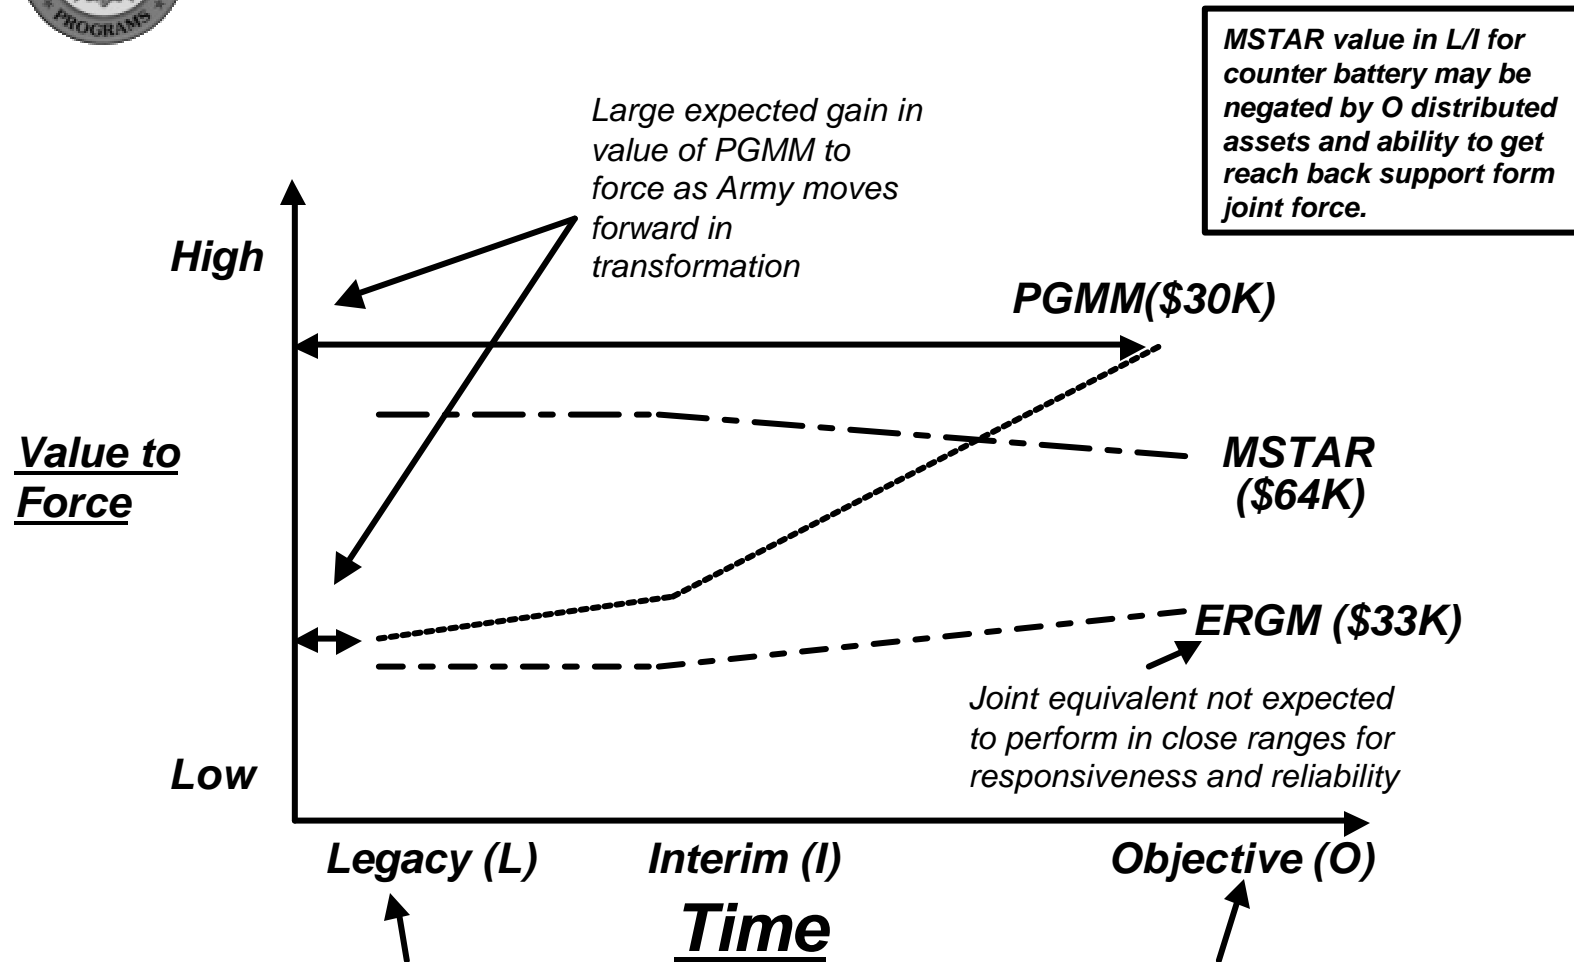 PROGRAMS
MSTAR value in L/I for
counter battery may be
negated by O distributed
assets and ability to get
reach back support form
joint force.
Large expected gain in
value of PGMM to
force as Army moves
forward in
transformation
High
PGMM($30K)
Value to
Force
MSTAR
($64K)
ERGM ($33K)
Joint equivalent not expected
to perform in close ranges for
responsiveness and reliability
Low
Legacy (L) Interim (I) Objective (O)
Time